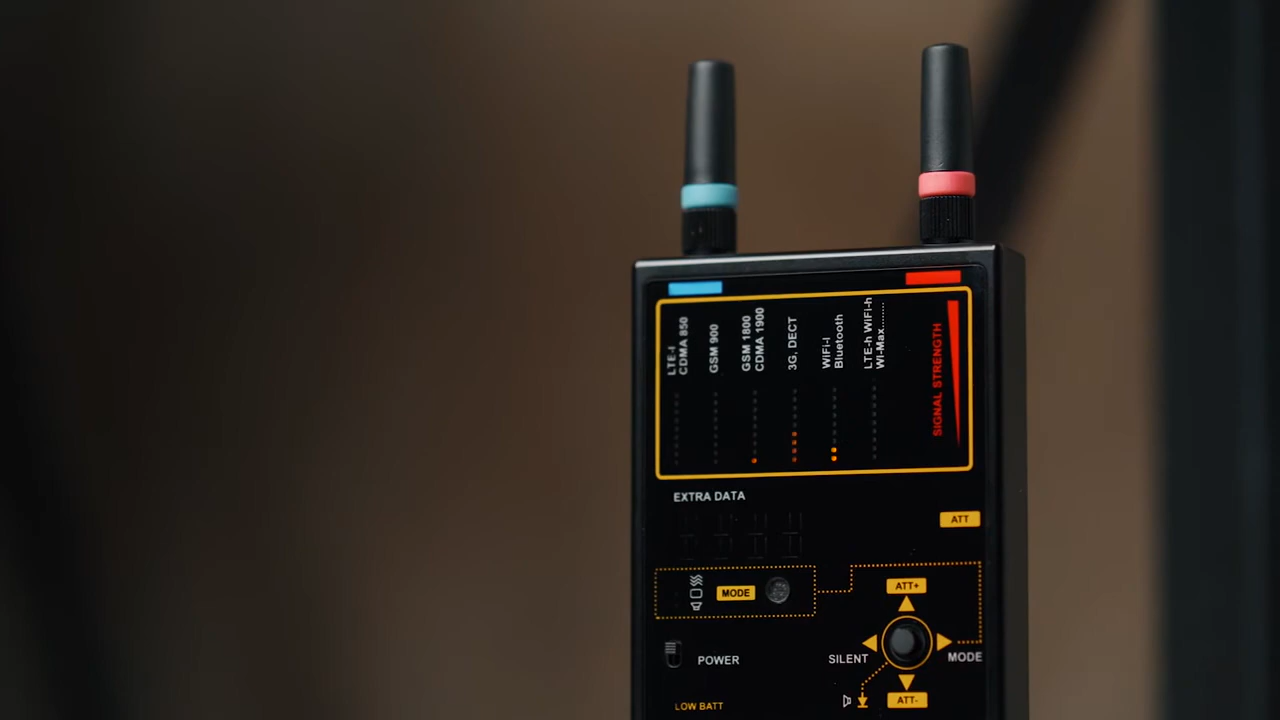 LTE-l
CDMA 850
GSM 900
GSM 1800
CDMA 1900
3G, DECT
WiFi-l
Bluetooth
LTE-h WiFi-h
Wi-Max........
SIGNAL STRENGTH
EXTRA DATA
ATT
MODE
ATT+
POWER
SILENT
MODE
LOW BATT
ATT-